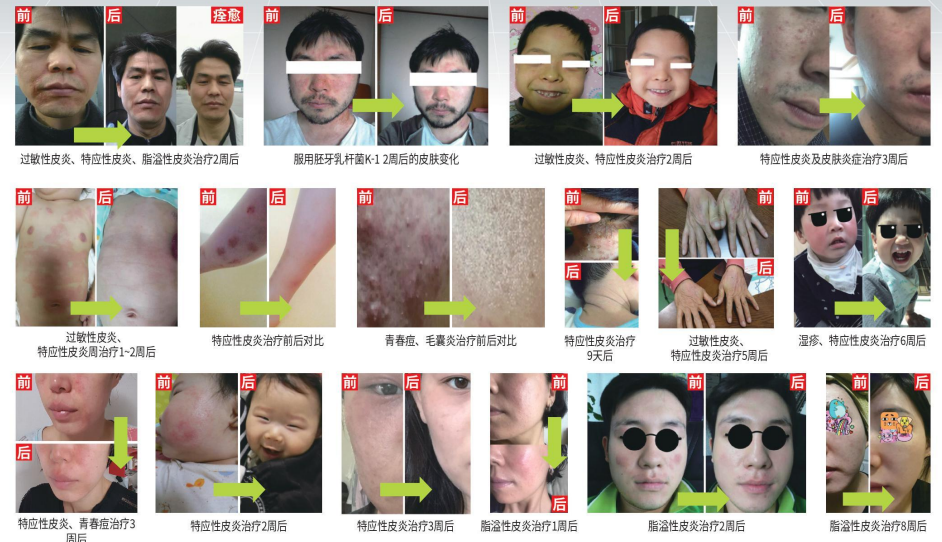 前
后
痊愈
前
后
前
后
前
后
过敏性皮炎、特应性皮炎、脂溢性皮炎治疗2周后
服用胚牙乳杆菌K-1 2周后的皮肤变化
过敏性皮炎、特应性皮炎治疗2周后
特应性皮炎及皮肤炎症治疗3周后
前
后
前
后
前
后
前
后
前
后
前
后
过敏性皮炎、
特应性皮炎周治疗1~2周后
特应性皮炎治疗前后对比
青春痘、毛囊炎治疗前后对比
特应性皮炎治疗
9天后
过敏性皮炎、
特应性皮炎治疗5周后
湿疹、特应性皮炎治疗6周后
前
后
前
后
前
后
前
后
前
后
前
后
特应性皮炎、青春痘治疗3
周后
特应性皮炎治疗2周后
特应性皮炎治疗3周后
脂溢性皮炎治疗1周后
脂溢性皮炎治疗2周后
脂溢性皮炎治疗8周后